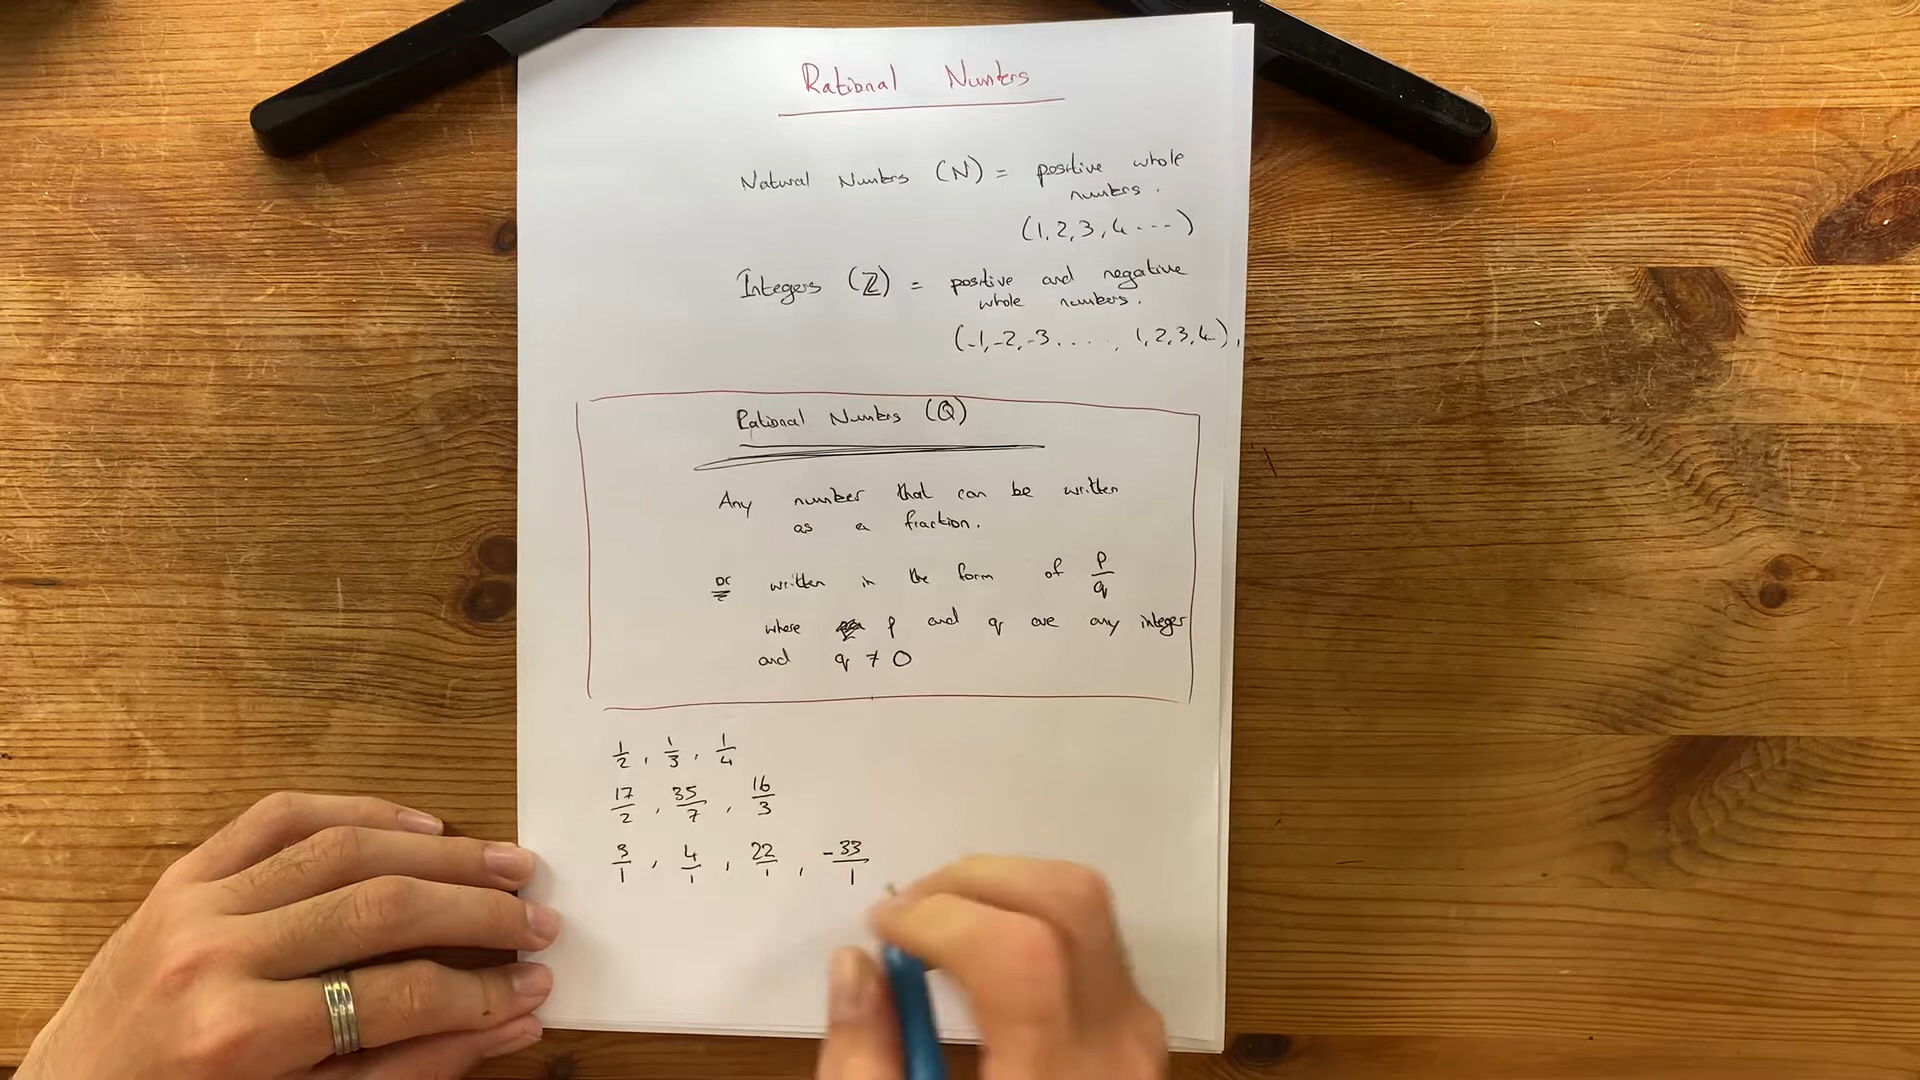 Rational Numbers
Natural Numbers (N) = positive whole
numbers.
(1, 2, 3, 4 ....)
Integers (ℤ) = positive and negative
whole numbers.
(-1, -2, -3 ...., 1, 2, 3, 4),
Rational Numbers (ℚ)
Any number that can be written
as a fraction.
or written in the form of p/q
where p and q are any integer
and q ≠ 0
1/2, 1/3, 1/4
17/2, 35/7, 16/3
3/1, 4/1, 22/1, -33/1